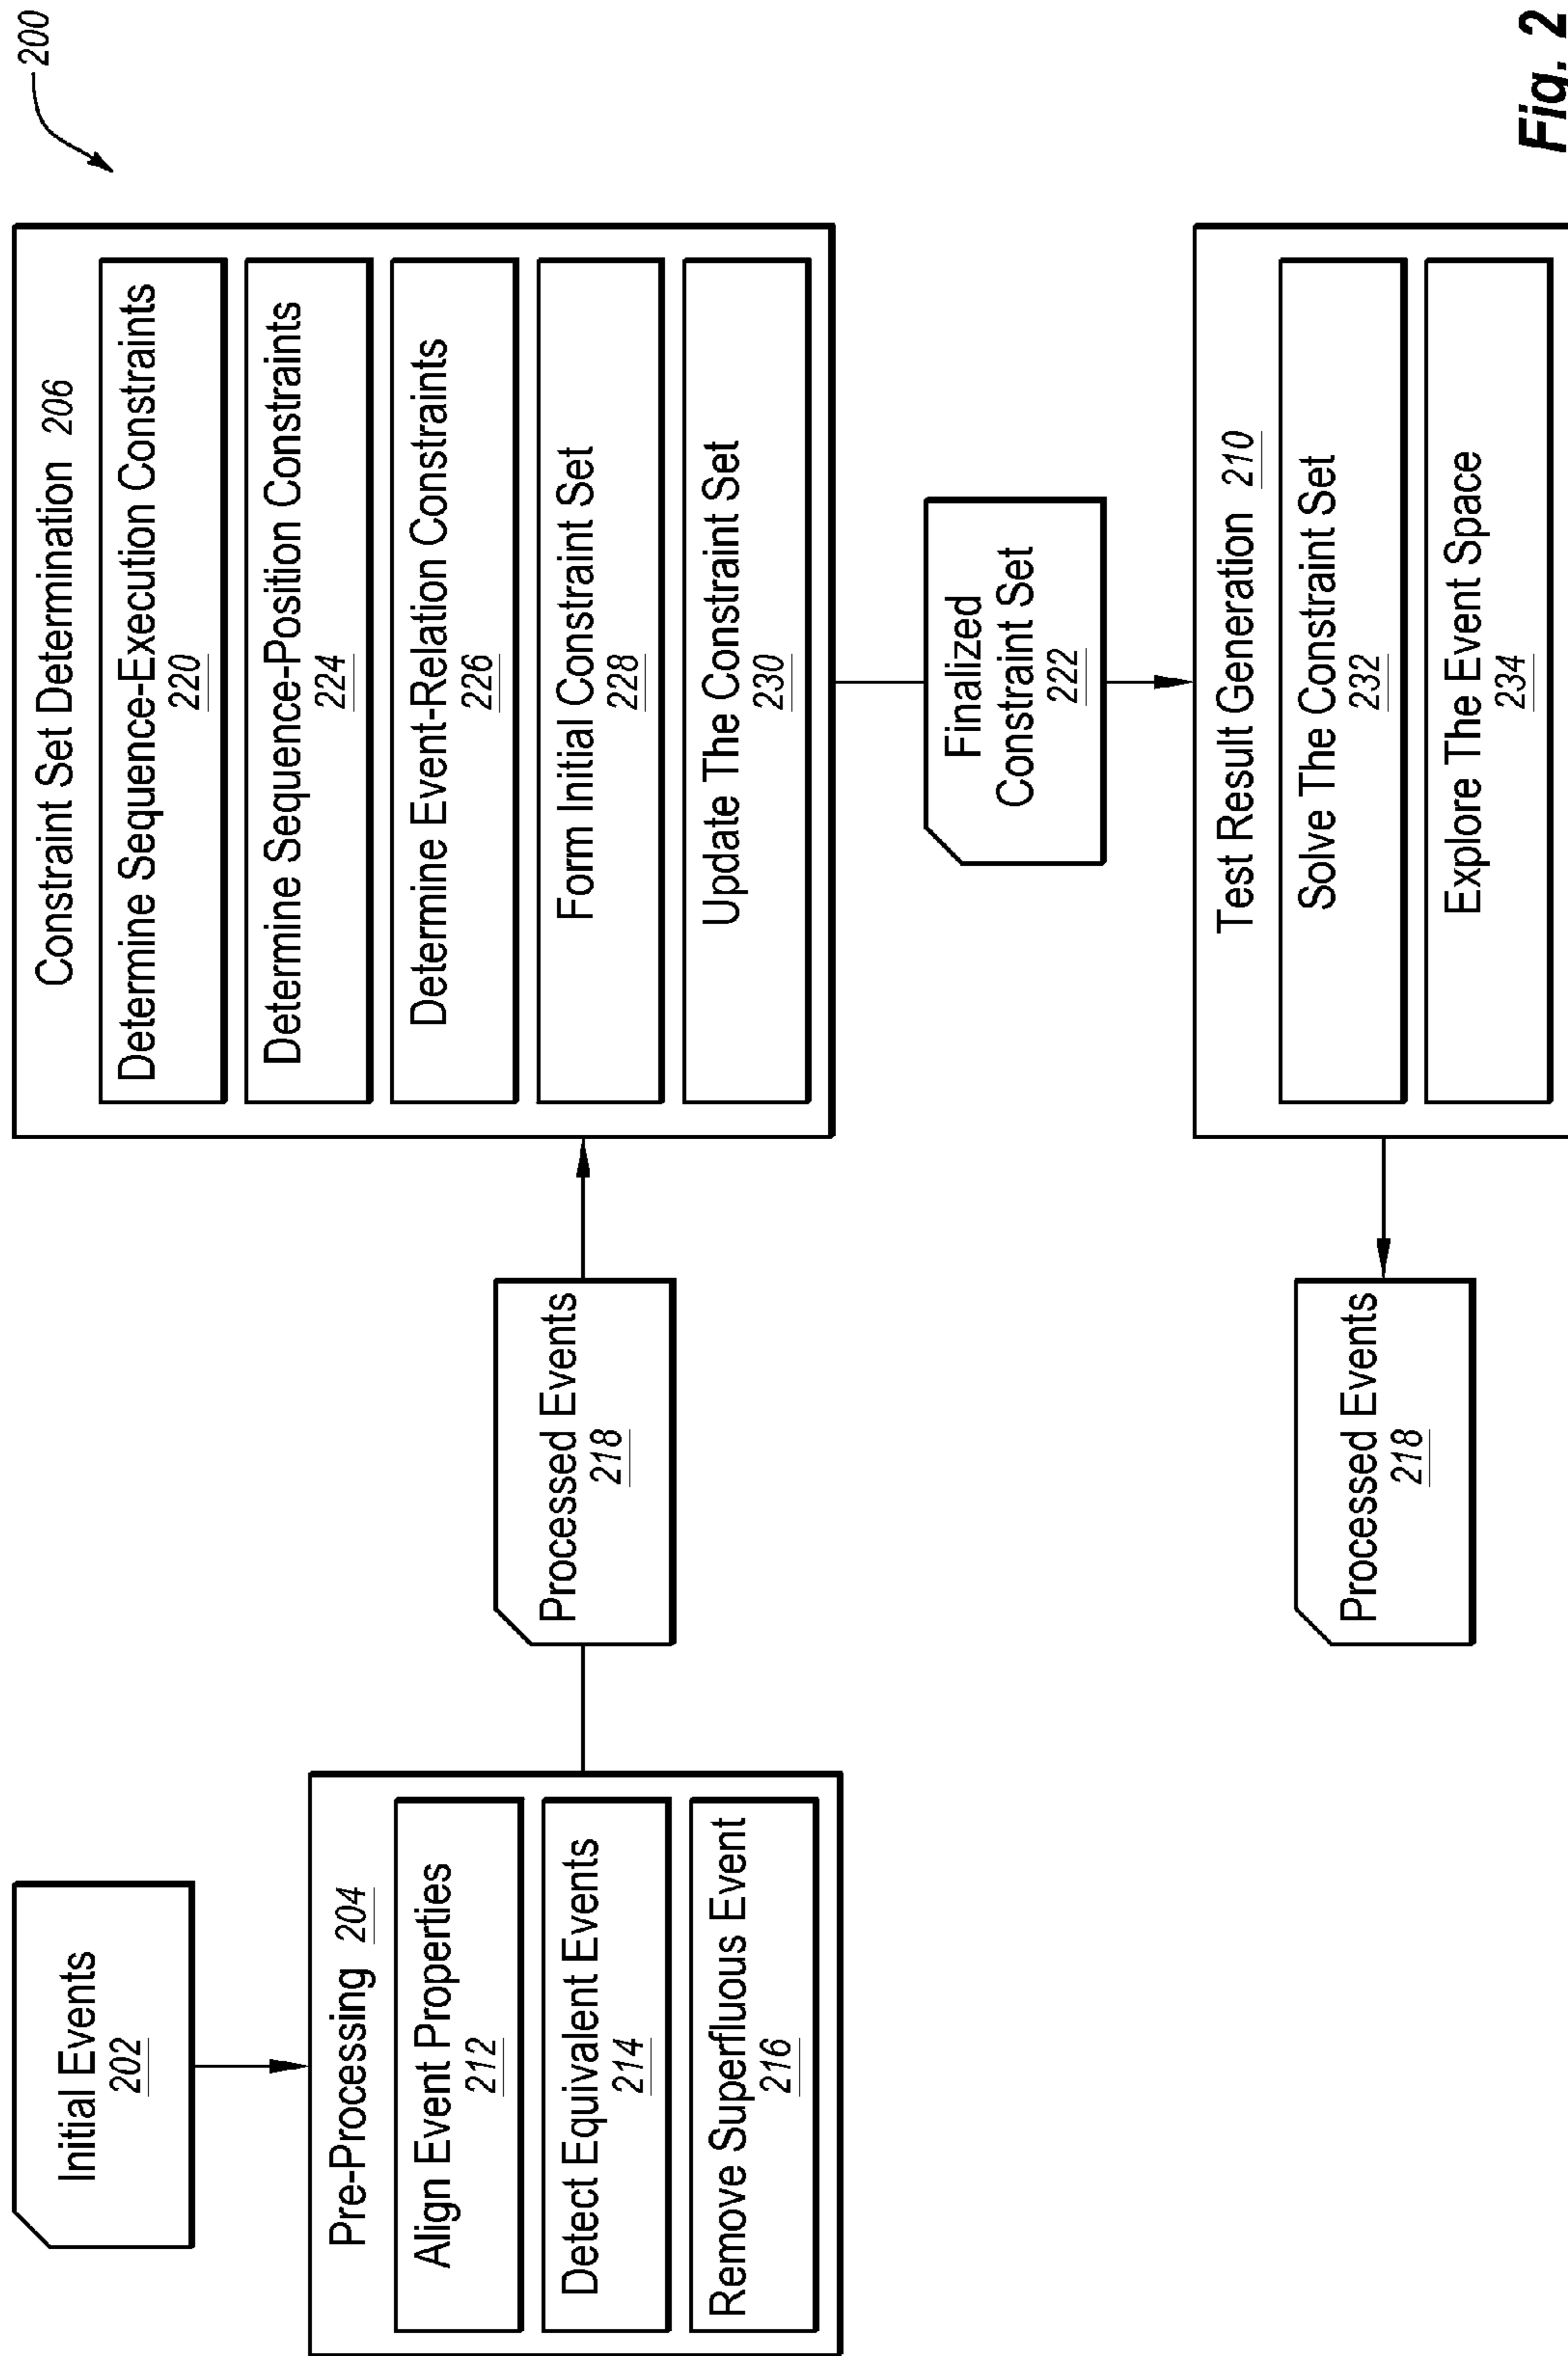 200
Initial Events
202
Pre-Processing 204
Align Event Properties
212
Detect Equivalent Events
214
Remove Superfluous Event
216
Processed Events
218
Constraint Set Determination 206
Determine Sequence-Execution Constraints
220
Determine Sequence-Position Constraints
224
Determine Event-Relation Constraints
226
Form Initial Constraint Set
228
Update The Constraint Set
230
Finalized
Constraint Set
222
Test Result Generation 210
Solve The Constraint Set
232
Explore The Event Space
234
Processed Events
218
Fig. 2